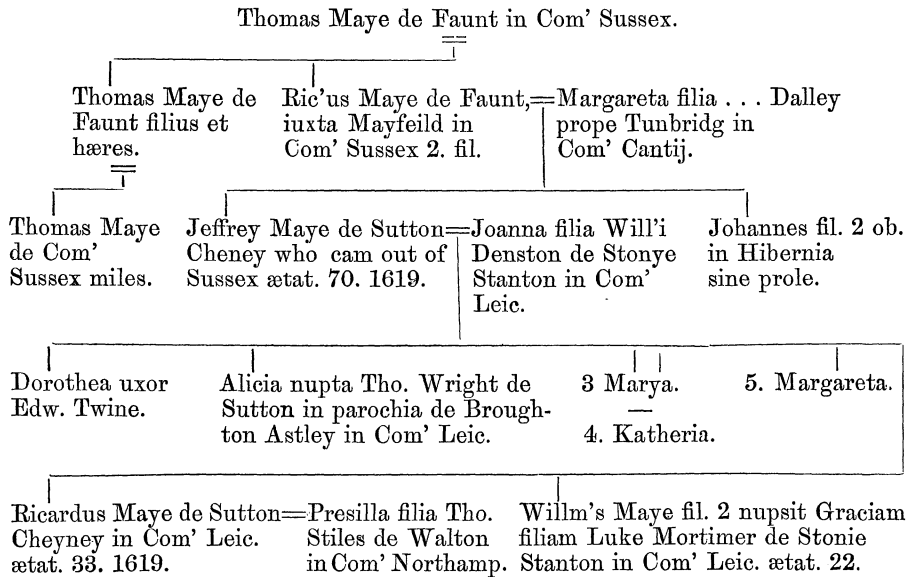 Thomas Maye de Faunt in Com' Sussex.
Thomas Maye de
Faunt filius et
hæres.
Ric'us Maye de Faunt,
iuxta Mayfeild in
Com' Sussex 2. fil.
Margareta filia . . . Dalley
prope Tunbridg in
Com' Cantij.
Thomas Maye
de Com'
Sussex miles.
Jeffrey Maye de Sutton
Cheney who cam out of
Sussex ætat. 70. 1619.
Joanna filia Will'i
Denston de Stonye
Stanton in Com'
Leic.
Johannes fil. 2 ob.
in Hibernia
sine prole.
Dorothea uxor
Edw. Twine.
Alicia nupta Tho. Wright de
Sutton in parochia de Brough-
ton Astley in Com' Leic.
3 Marya.
4. Katheria.
5. Margareta.
Ricardus Maye de Sutton
Cheyney in Com' Leic.
ætat. 33. 1619.
Presilla filia Tho.
Stiles de Walton
in Com' Northamp.
Willm's Maye fil. 2 nupsit Graciam
filiam Luke Mortimer de Stonie
Stanton in Com' Leic. ætat. 22.